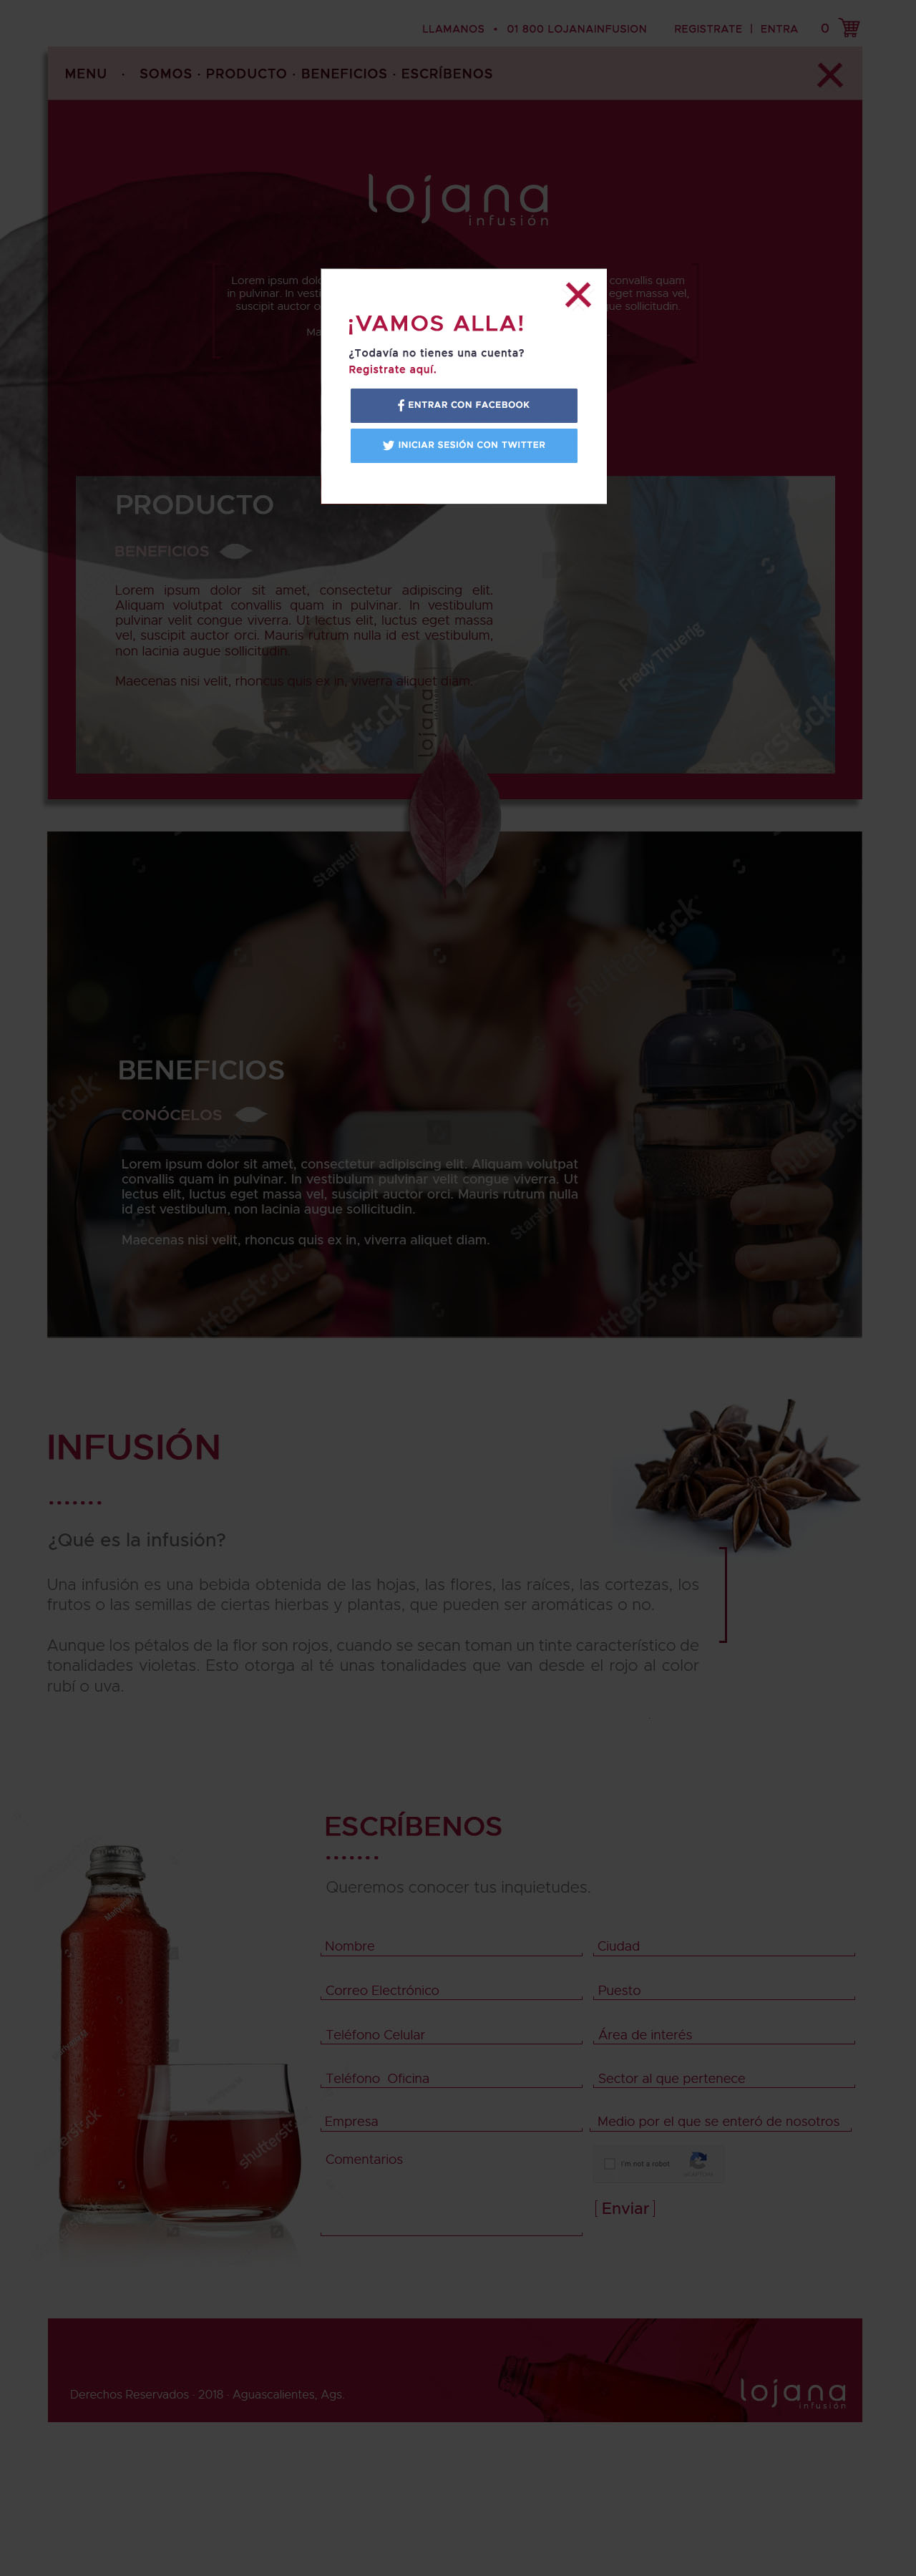 LLAMANOS • 01 800 LOJANAINFUSION REGISTRATE | ENTRA 0
MENU · SOMOS · PRODUCTO · BENEFICIOS · ESCRÍBENOS
lojana
infusión
Lorem ipsum convallis quam
in pulvinar. In eget massa vel,
suscipit auctor sollicitudin.
¡VAMOS ALLA!
¿Todavía no tienes una cuenta?
Registrate aquí.
ENTRAR CON FACEBOOK
INICIAR SESIÓN CON TWITTER
PRODUCTO
BENEFICIOS
Lorem ipsum dolor sit amet, consectetur adipiscing elit.
Aliquam volutpat convallis quam in pulvinar. In vestibulum
pulvinar velit congue viverra. Ut lectus elit, luctus eget massa
vel, suscipit auctor orci. Mauris rutrum nulla id est vestibulum,
non lacinia augue sollicitudin.
Maecenas nisi velit, rhoncus quis ex in, viverra aliquet diam.
Fredy Thuerig
shutterstock
lojana
Starstuff
shutterstock
BENEFICIOS
CONÓCELOS
Lorem ipsum dolor sit amet, consectetur adipiscing elit. Aliquam volutpat
convallis quam in pulvinar. In vestibulum pulvinar velit congue viverra. Ut
lectus elit, luctus eget massa vel, suscipit auctor orci. Mauris rutrum nulla
id est vestibulum, non lacinia augue sollicitudin.
Maecenas nisi velit, rhoncus quis ex in, viverra aliquet diam.
Starstuff
shutterstock
INFUSIÓN
¿Qué es la infusión?
Una infusión es una bebida obtenida de las hojas, las flores, las raíces, las cortezas, los
frutos o las semillas de ciertas hierbas y plantas, que pueden ser aromáticas o no.
Aunque los pétalos de la flor son rojos, cuando se secan toman un tinte característico de
tonalidades violetas. Esto otorga al té unas tonalidades que van desde el rojo al color
rubí o uva.
ESCRÍBENOS
Queremos conocer tus inquietudes.
Nombre Ciudad
Correo Electrónico Puesto
Teléfono Celular Área de interés
Teléfono Oficina Sector al que pertenece
Empresa Medio por el que se enteró de nosotros
Comentarios
I'm not a robot
[ Enviar ]
shutterstock
Derechos Reservados · 2018 · Aguascalientes, Ags.
lojana
infusión